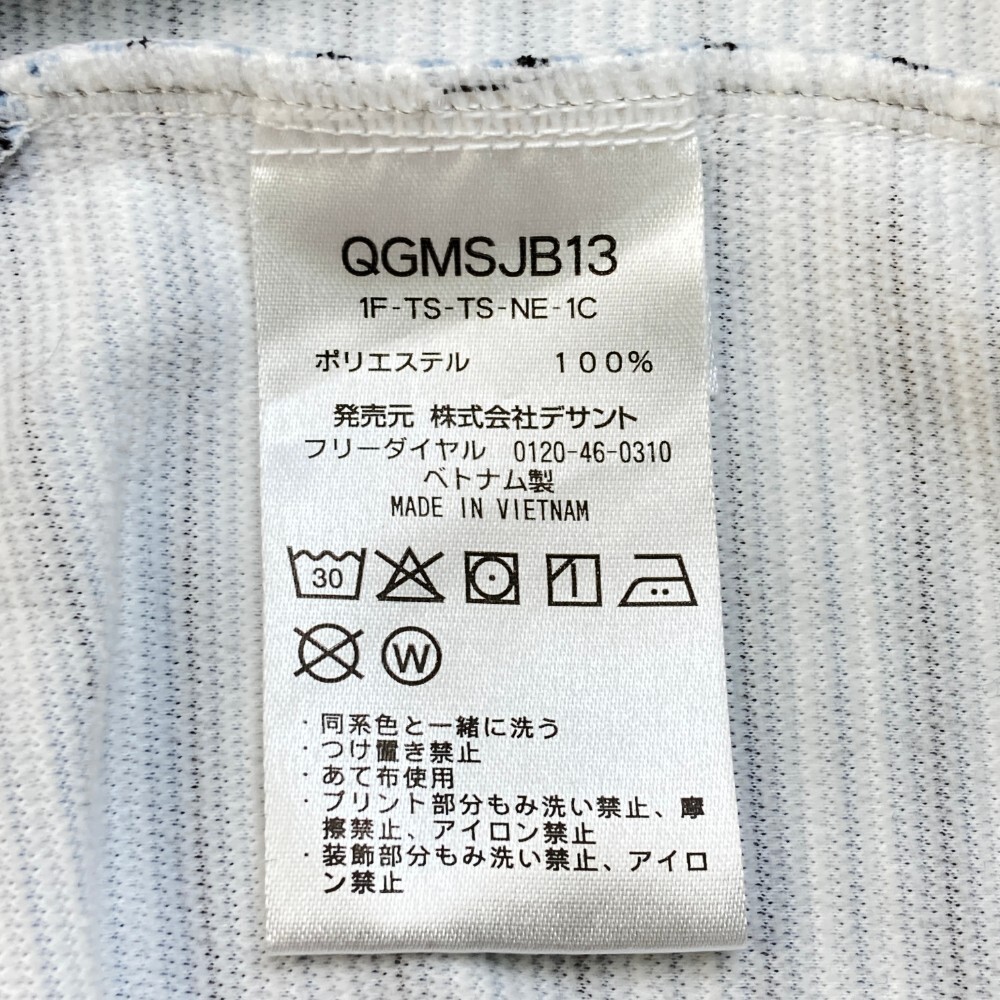 QGMSJB13
1F-TS-TS-NE-1C
ポリエステル 100%
発売元 株式会社デサント
フリーダイヤル 0120-46-0310
ベトナム製
MADE IN VIETNAM
30
W
・同系色と一緒に洗う
・つけ置き禁止
・あて布使用
・プリント部分もみ洗い禁止、摩
擦禁止、アイロン禁止
・装飾部分もみ洗い禁止、アイロ
ン禁止